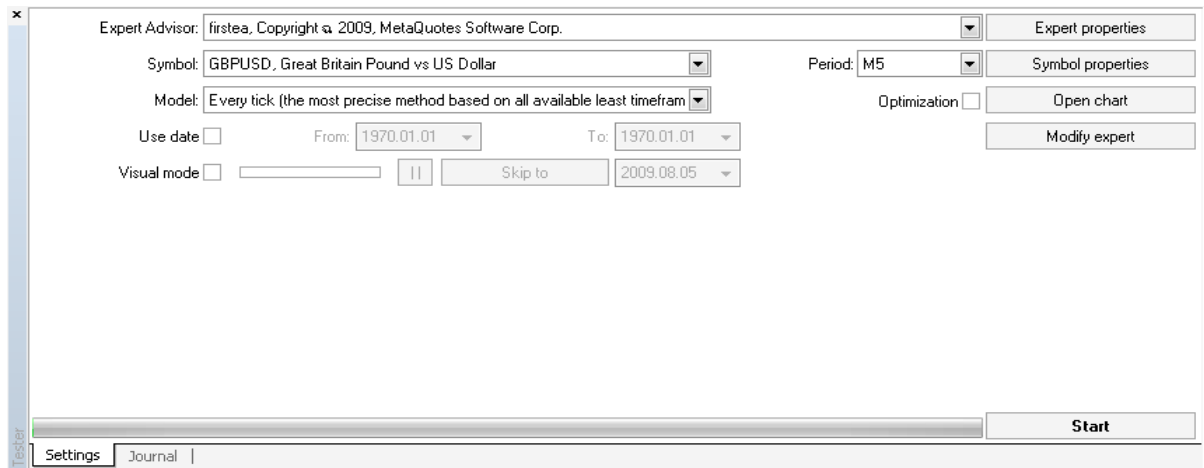 Expert Advisor: firstea, Copyright © 2009, MetaQuotes Software Corp. Expert properties
Symbol: GBPUSD, Great Britain Pound vs US Dollar Period: M5 Symbol properties
Model: Every tick (the most precise method based on all available least timefram Optimization Open chart
Use date From: 1970.01.01 To: 1970.01.01 Modify expert
Visual mode Skip to 2009.08.05
Start
Tester
Settings Journal